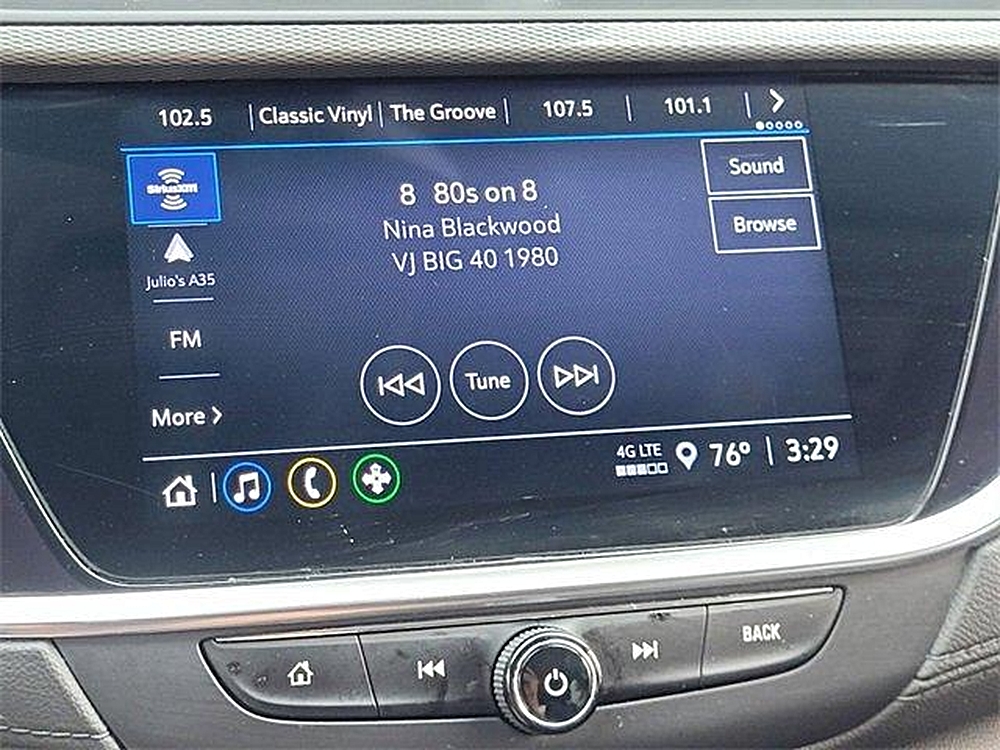 102.5 | Classic Vinyl | The Groove | 107.5 | 101.1 |
SiriusXM
8 80s on 8
Nina Blackwood
VJ BIG 40 1980
Sound
Browse
Julio's A35
FM
More
Tune
4G LTE
76° | 3:29
BACK